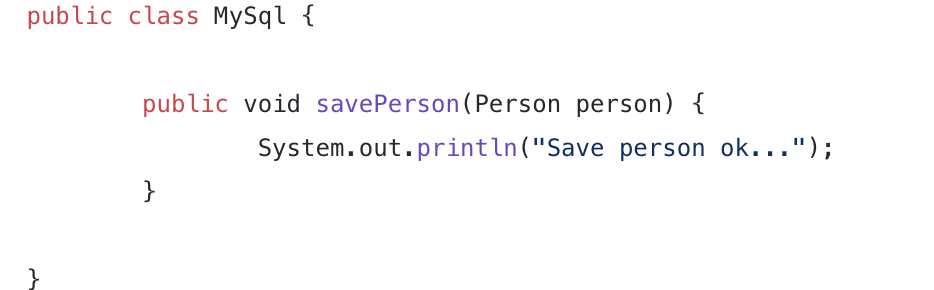 public class MySql {
public void savePerson(Person person) {
System.out.println("Save person ok...");
}
}